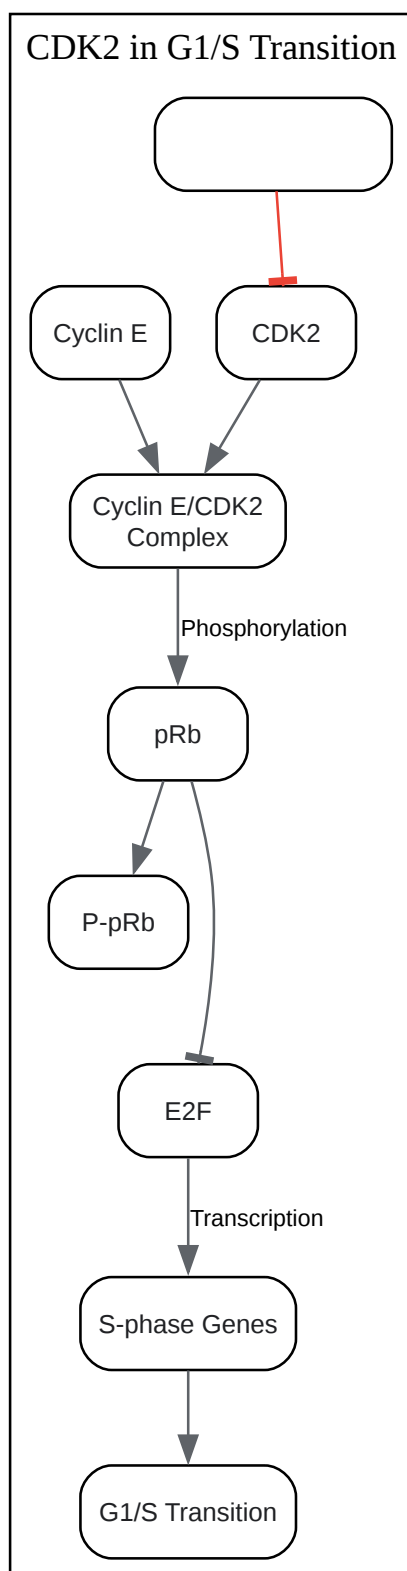 CDK2 in G1/S Transition
Cyclin E
CDK2
Cyclin E/CDK2
Complex
Phosphorylation
pRb
P-pRb
E2F
Transcription
S-phase Genes
G1/S Transition